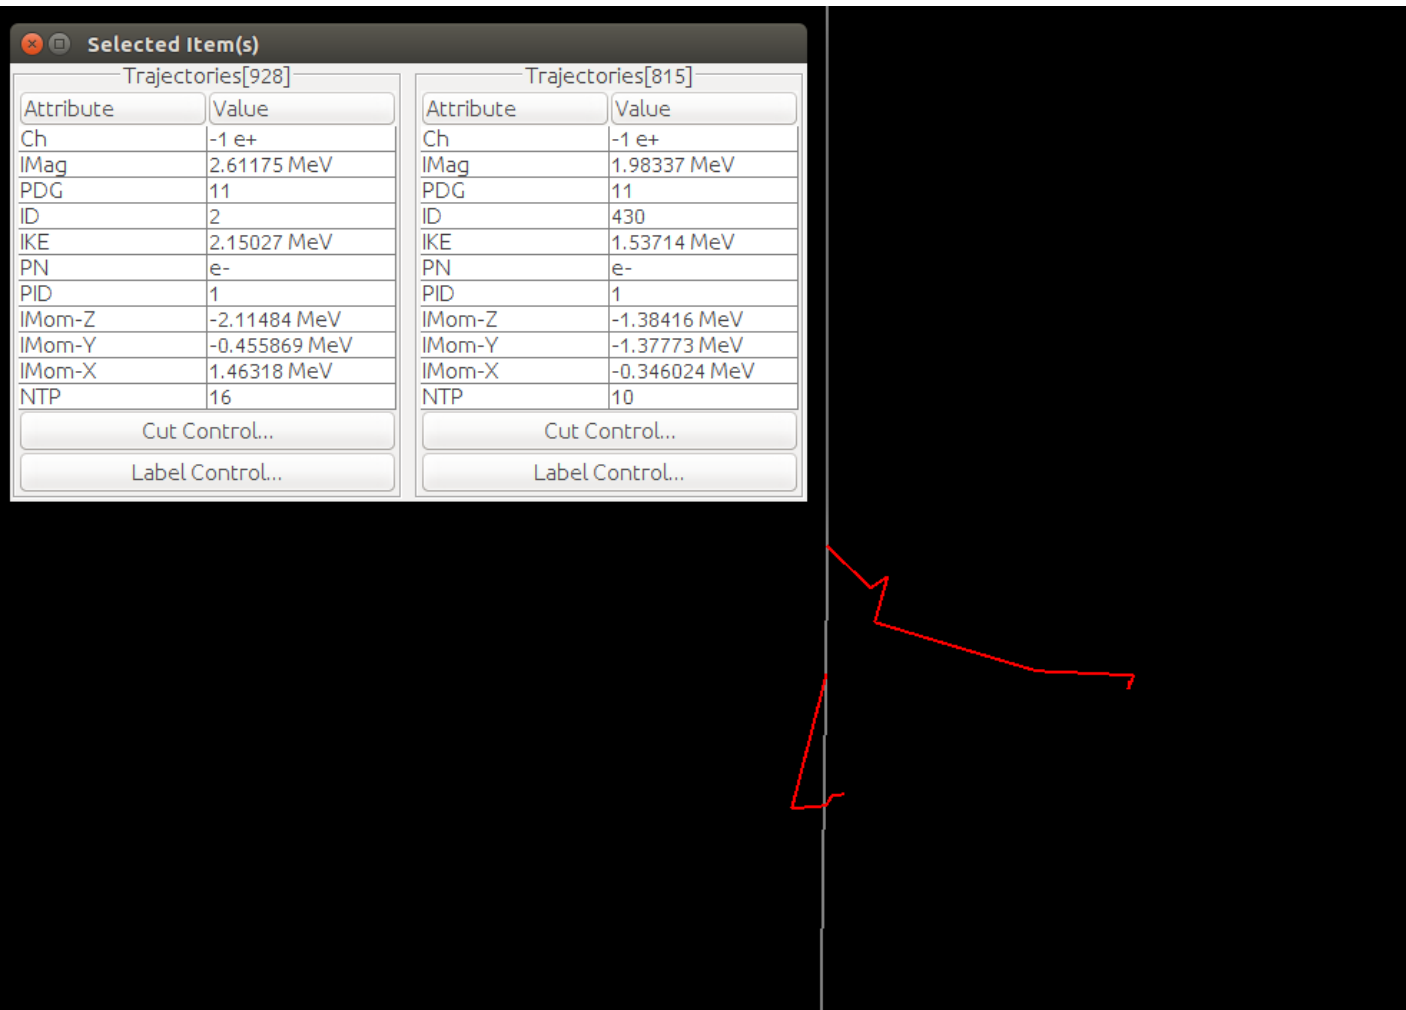 Selected Item(s)
Trajectories[928]
Attribute Value
Ch -1 e+
IMag 2.61175 MeV
PDG 11
ID 2
IKE 2.15027 MeV
PN e-
PID 1
IMom-Z -2.11484 MeV
IMom-Y -0.455869 MeV
IMom-X 1.46318 MeV
NTP 16
Cut Control...
Label Control...
Trajectories[815]
Attribute Value
Ch -1 e+
IMag 1.98337 MeV
PDG 11
ID 430
IKE 1.53714 MeV
PN e-
PID 1
IMom-Z -1.38416 MeV
IMom-Y -1.37773 MeV
IMom-X -0.346024 MeV
NTP 10
Cut Control...
Label Control...